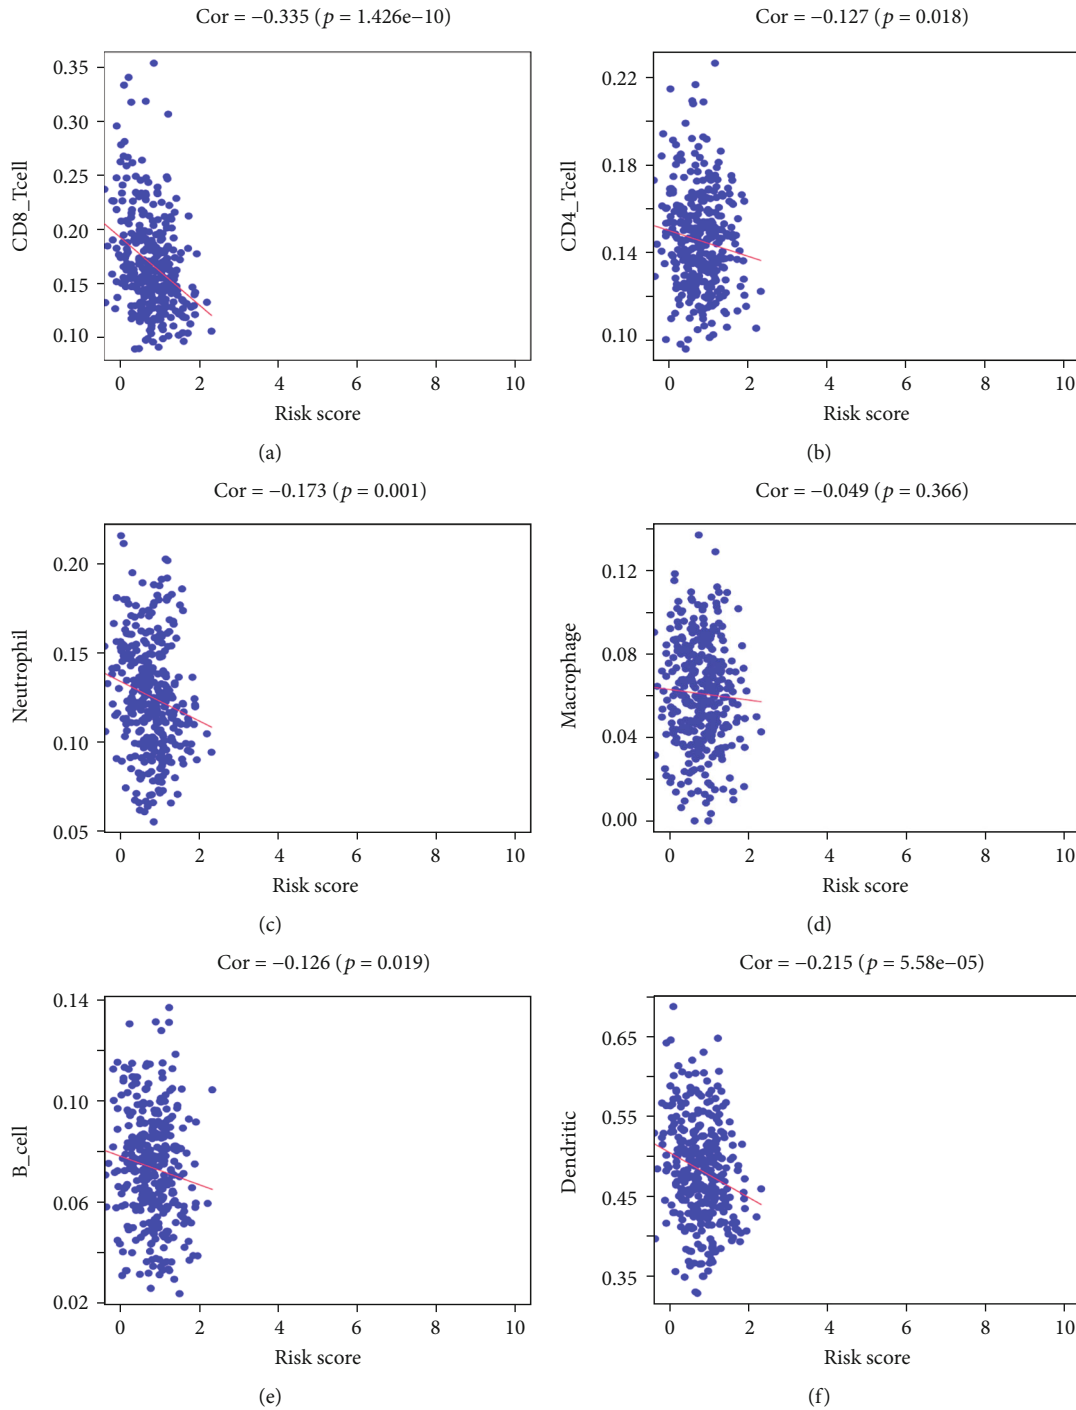 Cor = −0.335 (p = 1.426e−10)
CD8_Tcell
0.35
0.30
0.25
0.20
0.15
0.10
0 2 4 6 8 10
Risk score
(a)
Cor = −0.127 (p = 0.018)
CD4_Tcell
0.22
0.18
0.14
0.10
0 2 4 6 8 10
Risk score
(b)
Cor = −0.173 (p = 0.001)
Neutrophil
0.20
0.15
0.10
0.05
0 2 4 6 8 10
Risk score
(c)
Cor = −0.049 (p = 0.366)
Macrophage
0.12
0.08
0.04
0.00
0 2 4 6 8 10
Risk score
(d)
Cor = −0.126 (p = 0.019)
B_cell
0.14
0.10
0.06
0.02
0 2 4 6 8 10
Risk score
(e)
Cor = −0.215 (p = 5.58e−05)
Dendritic
0.65
0.55
0.45
0.35
0 2 4 6 8 10
Risk score
(f)